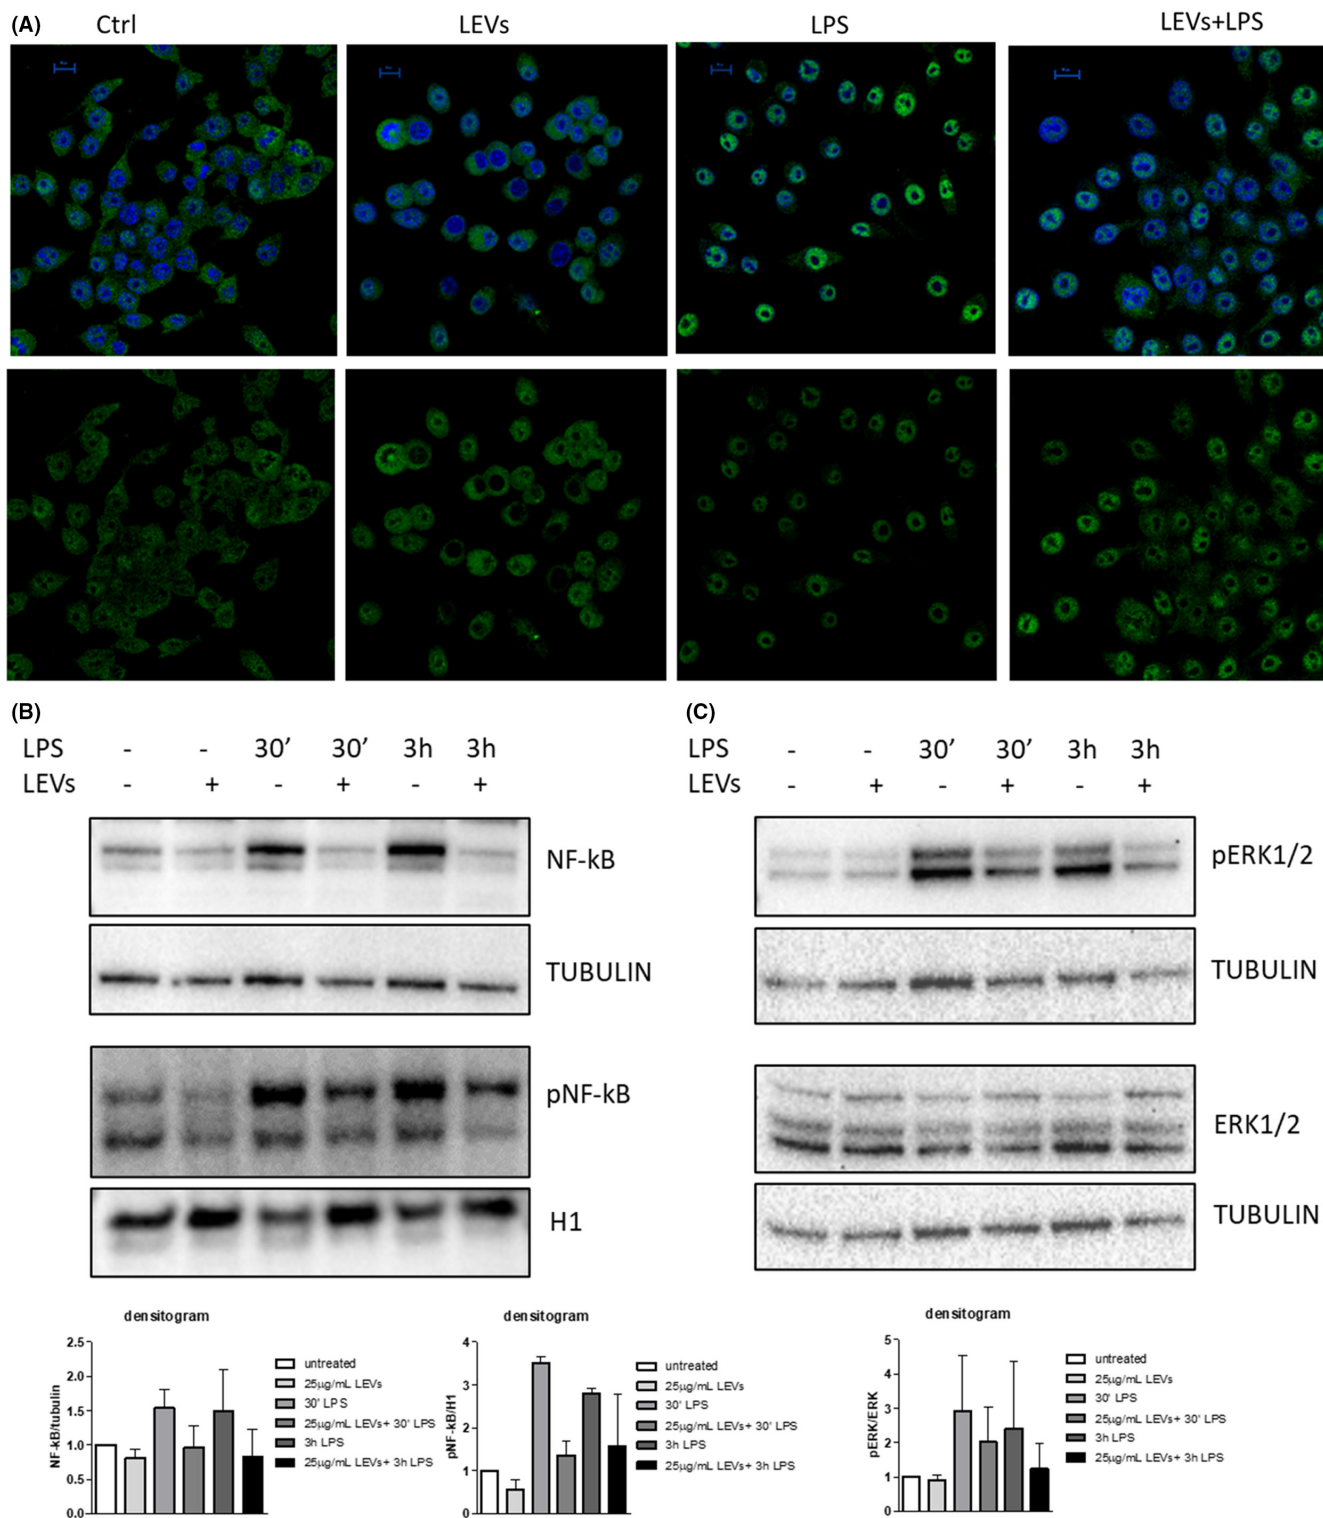 (A)
Ctrl LEVs LPS LEVs+LPS
(B)
LPS - - 30' 30' 3h 3h
LEVs - + - + - +
NF-kB
TUBULIN
pNF-kB
H1
densitogram
NF-kB/tubulin
2.5
2.0
1.5
1.0
0.5
0.0
untreated
25µg/mL LEVs
30' LPS
25µg/mL LEVs+ 30' LPS
3h LPS
25µg/mL LEVs+ 3h LPS
densitogram
pNF-kB/H1
4
3
2
1
0
untreated
25µg/mL LEVs
30' LPS
25µg/mL LEVs+ 30' LPS
3h LPS
25µg/mL LEVs+ 3h LPS
(C)
LPS - - 30' 30' 3h 3h
LEVs - + - + - +
pERK1/2
TUBULIN
ERK1/2
TUBULIN
densitogram
pERK/ERK
5
4
3
2
1
0
untreated
25µg/mL LEVs
30' LPS
25µg/mL LEVs+ 30' LPS
3h LPS
25µg/mL LEVs+ 3h LPS